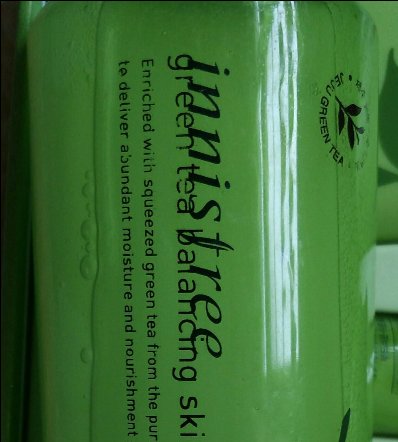 JEJU GREEN TEA
innisfree
green tea balancing ski
Enriched with squeezed green tea from the pur
to deliver abundant moisture and nourishment